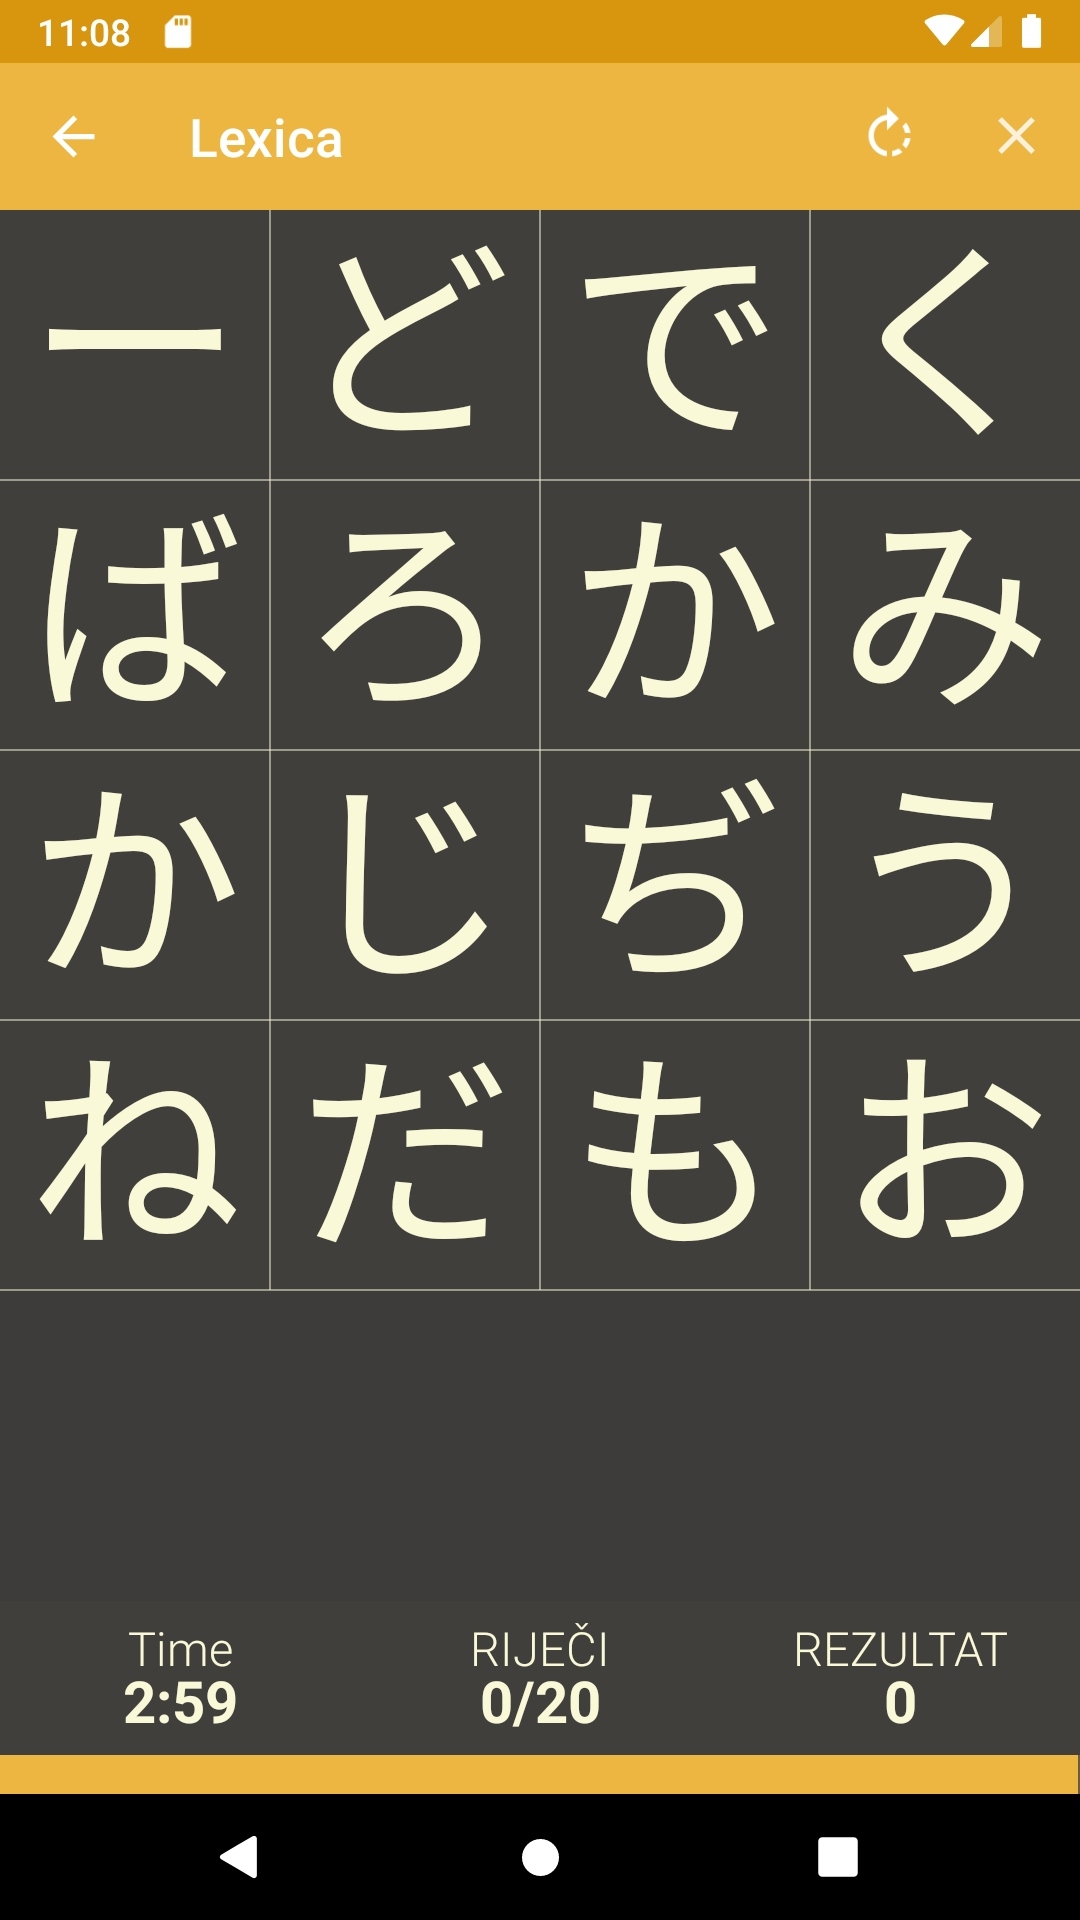 11:08
Lexica
ー ど で く
ば ろ か み
か じ ぢ う
ね だ も お
Time RIJEČI REZULTAT
2:59 0/20 0